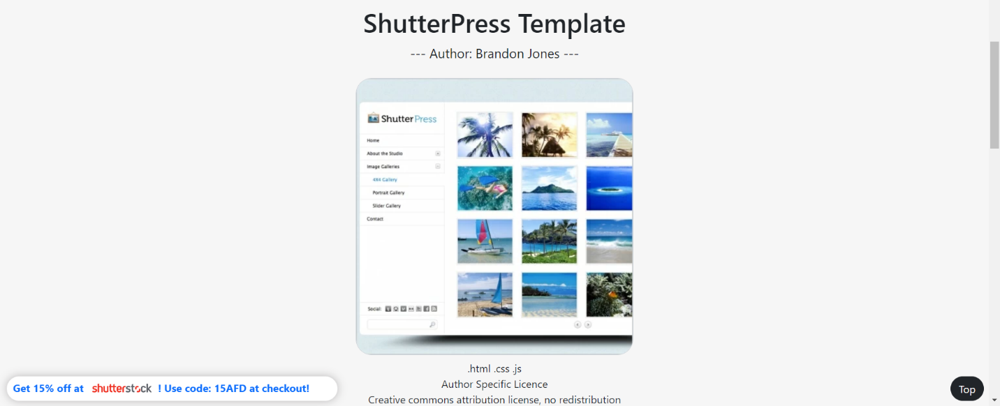 ShutterPress Template
--- Author: Brandon Jones ---
ShutterPress
Home
About the Studio
Image Galleries
4X4 Gallery
Portrait Gallery
Slider Gallery
Contact
Social:
.html .css .js
Author Specific Licence
Creative commons attribution license, no redistribution
Get 15% off at shutterstock ! Use code: 15AFD at checkout!
Top